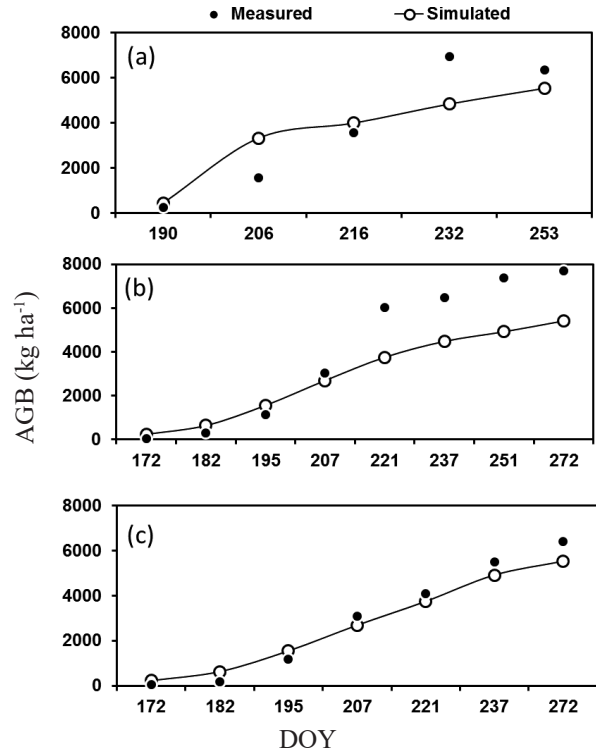 Measured Simulated
(a)
8000
6000
4000
2000
0
190 206 216 232 253
(b)
8000
6000
4000
2000
0
172 182 195 207 221 237 251 272
AGB (kg ha⁻¹)
(c)
8000
6000
4000
2000
0
172 182 195 207 221 237 272
DOY